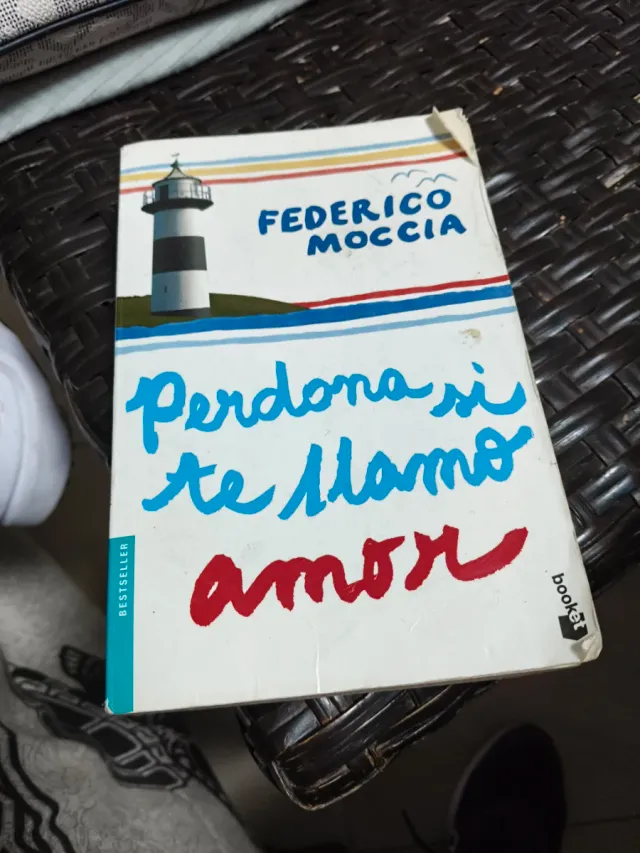 FEDERICO
MOCCIA
Perdona si
te llamo
amor
BESTSELLER
booket